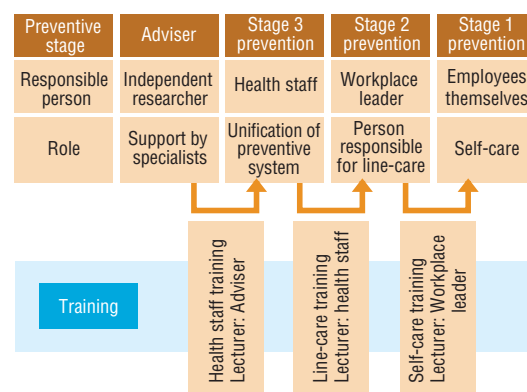 Preventive
stage
Adviser
Stage 3
prevention
Stage 2
prevention
Stage 1
prevention
Responsible
person
Independent
researcher
Health staff
Workplace
leader
Employees
themselves
Role
Support by
specialists
Unification of
preventive
system
Person
responsible
for line-care
Self-care
Training
Health staff training
Lecturer: Adviser
Line-care training
Lecturer: health staff
Self-care training
Lecturer: Workplace
leader